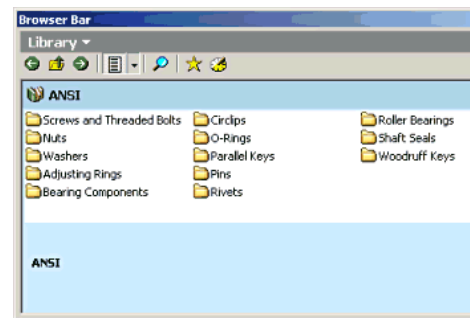 Browser Bar
Library
ANSI
Screws and Threaded Bolts
Nuts
Washers
Adjusting Rings
Bearing Components
Circlips
O-Rings
Parallel Keys
Pins
Rivets
Roller Bearings
Shaft Seals
Woodruff Keys
ANSI